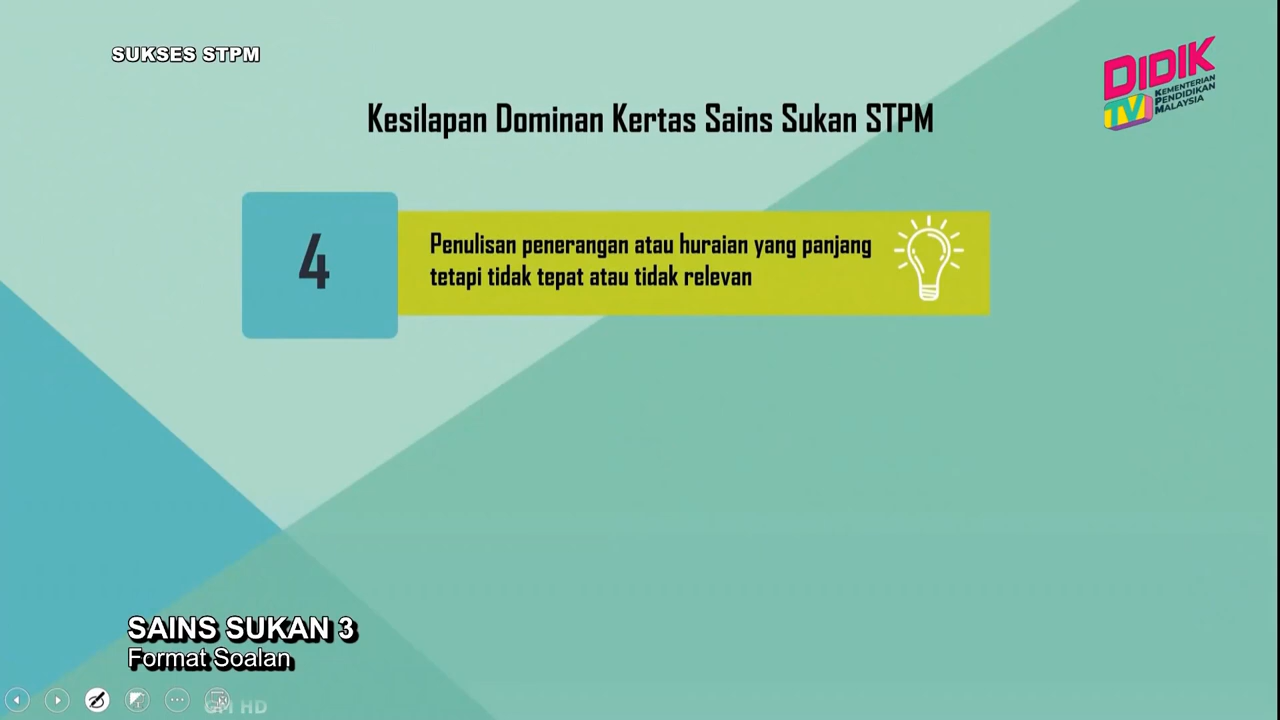 SUKSES STPM
DIDIK
TV
KEMENTERIAN
PENDIDIKAN
MALAYSIA
Kesilapan Dominan Kertas Sains Sukan STPM
4
Penulisan penerangan atau huraian yang panjang
tetapi tidak tepat atau tidak relevan
SAINS SUKAN 3
Format Soalan
GM HD